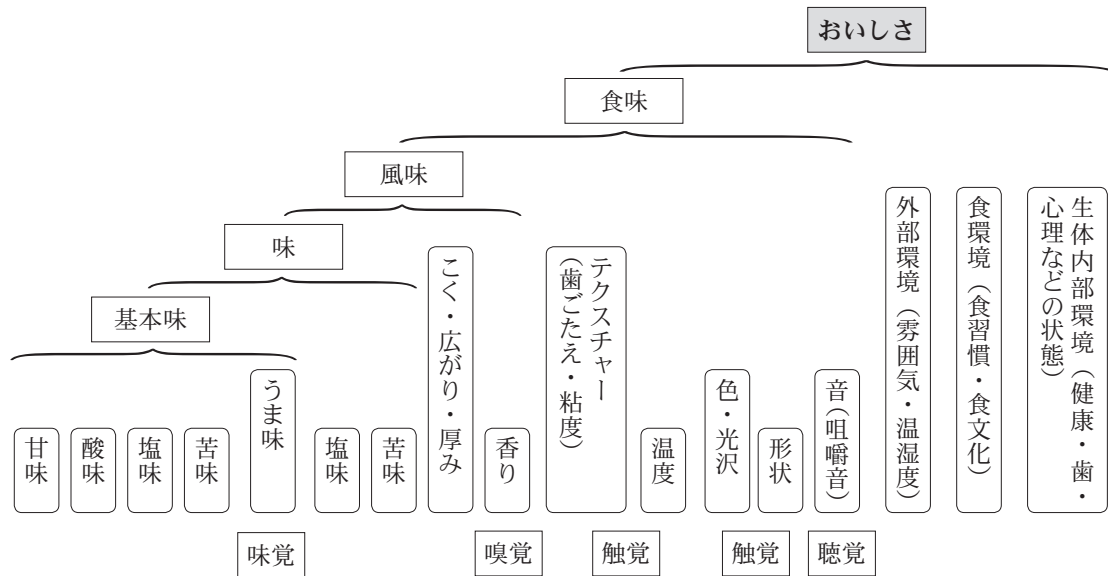 おいしさ
食味
風味
味
基本味
甘味
酸味
塩味
苦味
うま味
塩味
苦味
こく・広がり・厚み
香り
テクスチャー
（歯ごたえ・粘度）
温度
色・光沢
形状
音（咀嚼音）
外部環境（雰囲気・温湿度）
食環境（食習慣・食文化）
生体内部環境（健康・歯・
心理などの状態）
味覚
嗅覚
触覚
触覚
聴覚